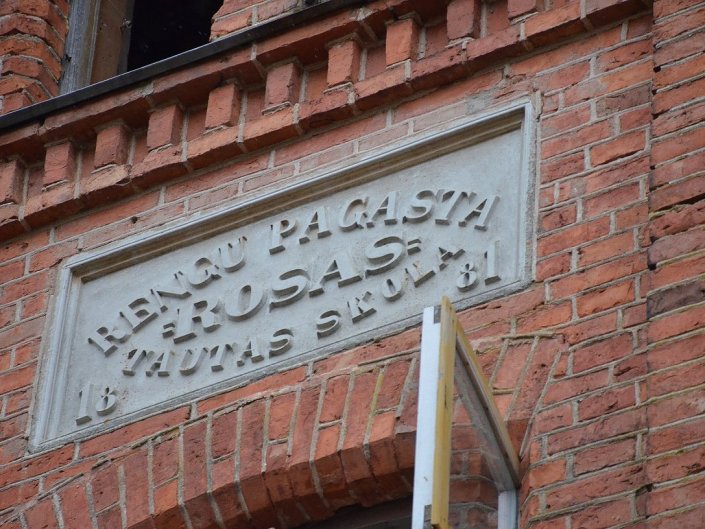 RENGU PAGASTA
=ROSAS=
TAUTAS SKOLA
18 81